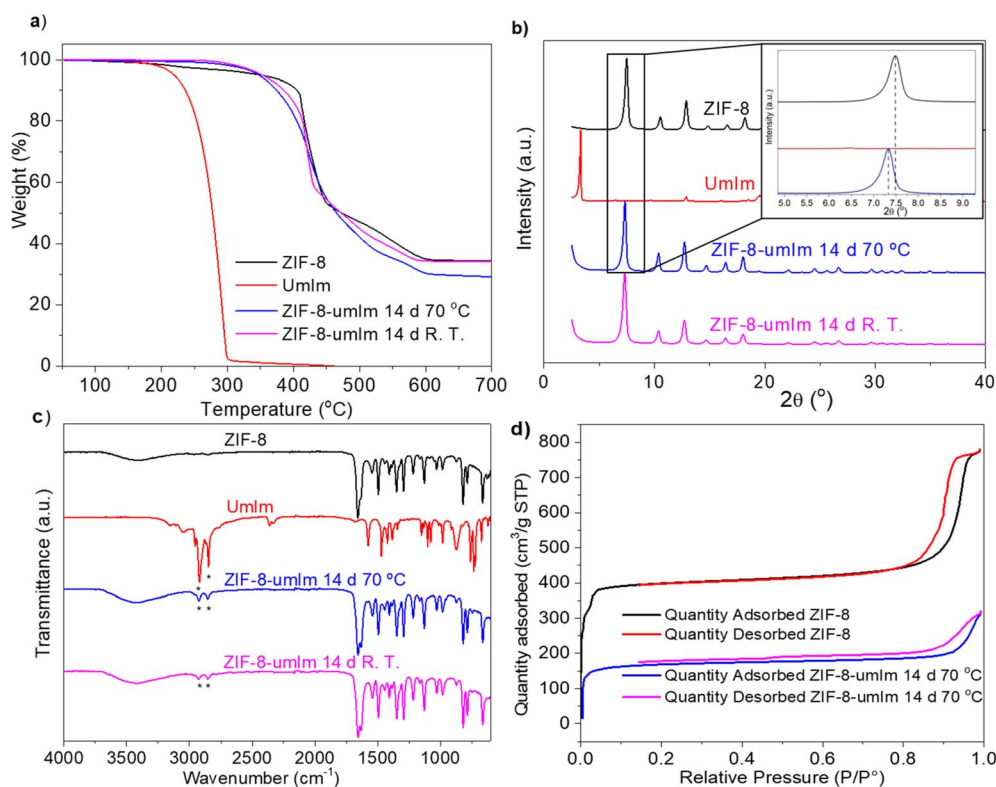 a)
Weight (%)
100
80
60
40
20
0
ZIF-8
UmIm
ZIF-8-umIm 14 d 70 °C
ZIF-8-umIm 14 d R. T.
100 200 300 400 500 600 700
Temperature (°C)
b)
Intensity (a.u.)
ZIF-8
UmIm
ZIF-8-umIm 14 d 70 °C
ZIF-8-umIm 14 d R. T.
Intensity (a.u.)
5.0 5.5 6.0 6.5 7.0 7.5 8.0 8.5 9.0
2θ (°)
0 10 20 30 40
2θ (°)
c)
Transmittance (a.u.)
ZIF-8
UmIm
* *
ZIF-8-umIm 14 d 70 °C
* *
* *
ZIF-8-umIm 14 d R. T.
* *
4000 3500 3000 2500 2000 1500 1000
Wavenumber (cm⁻¹)
d)
Quantity adsorbed (cm³/g STP)
800
700
600
500
400
300
200
100
0
Quantity Adsorbed ZIF-8
Quantity Desorbed ZIF-8
Quantity Adsorbed ZIF-8-umIm 14 d 70 °C
Quantity Desorbed ZIF-8-umIm 14 d 70 °C
0.0 0.2 0.4 0.6 0.8 1.0
Relative Pressure (P/P°)